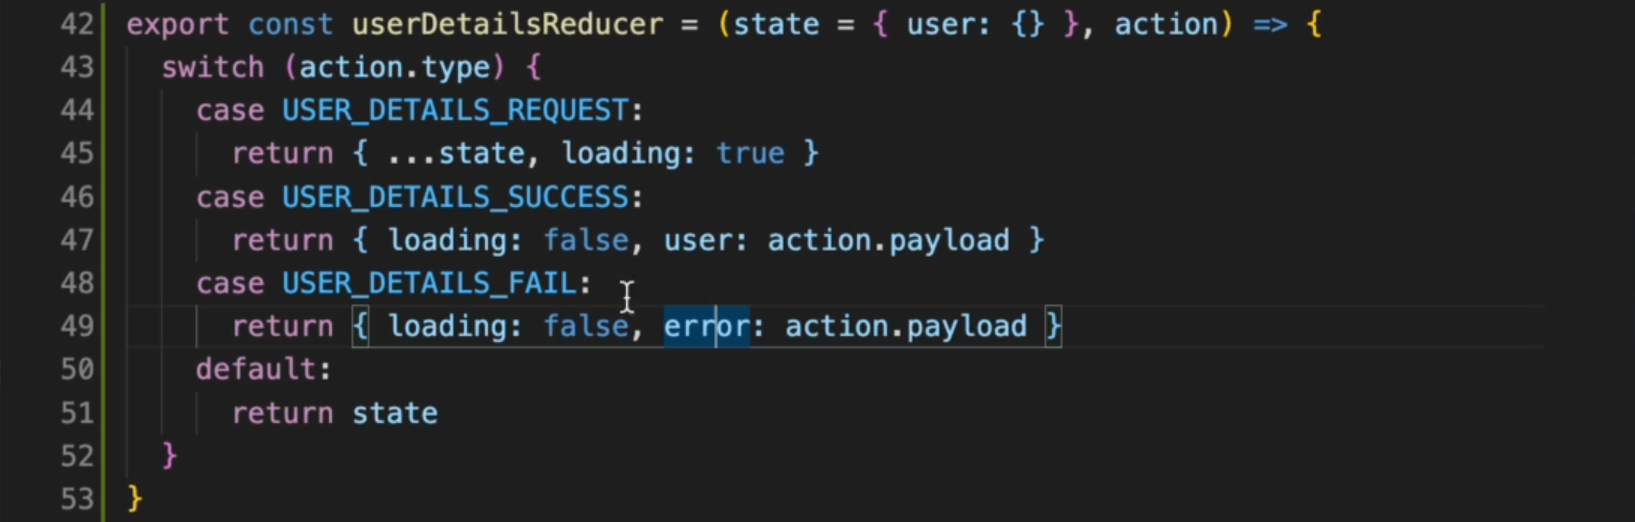 42 export const userDetailsReducer = (state = { user: {} }, action) => {
43 switch (action.type) {
44 case USER_DETAILS_REQUEST:
45 return { ...state, loading: true }
46 case USER_DETAILS_SUCCESS:
47 return { loading: false, user: action.payload }
48 case USER_DETAILS_FAIL:
49 return { loading: false, error: action.payload }
50 default:
51 return state
52 }
53 }